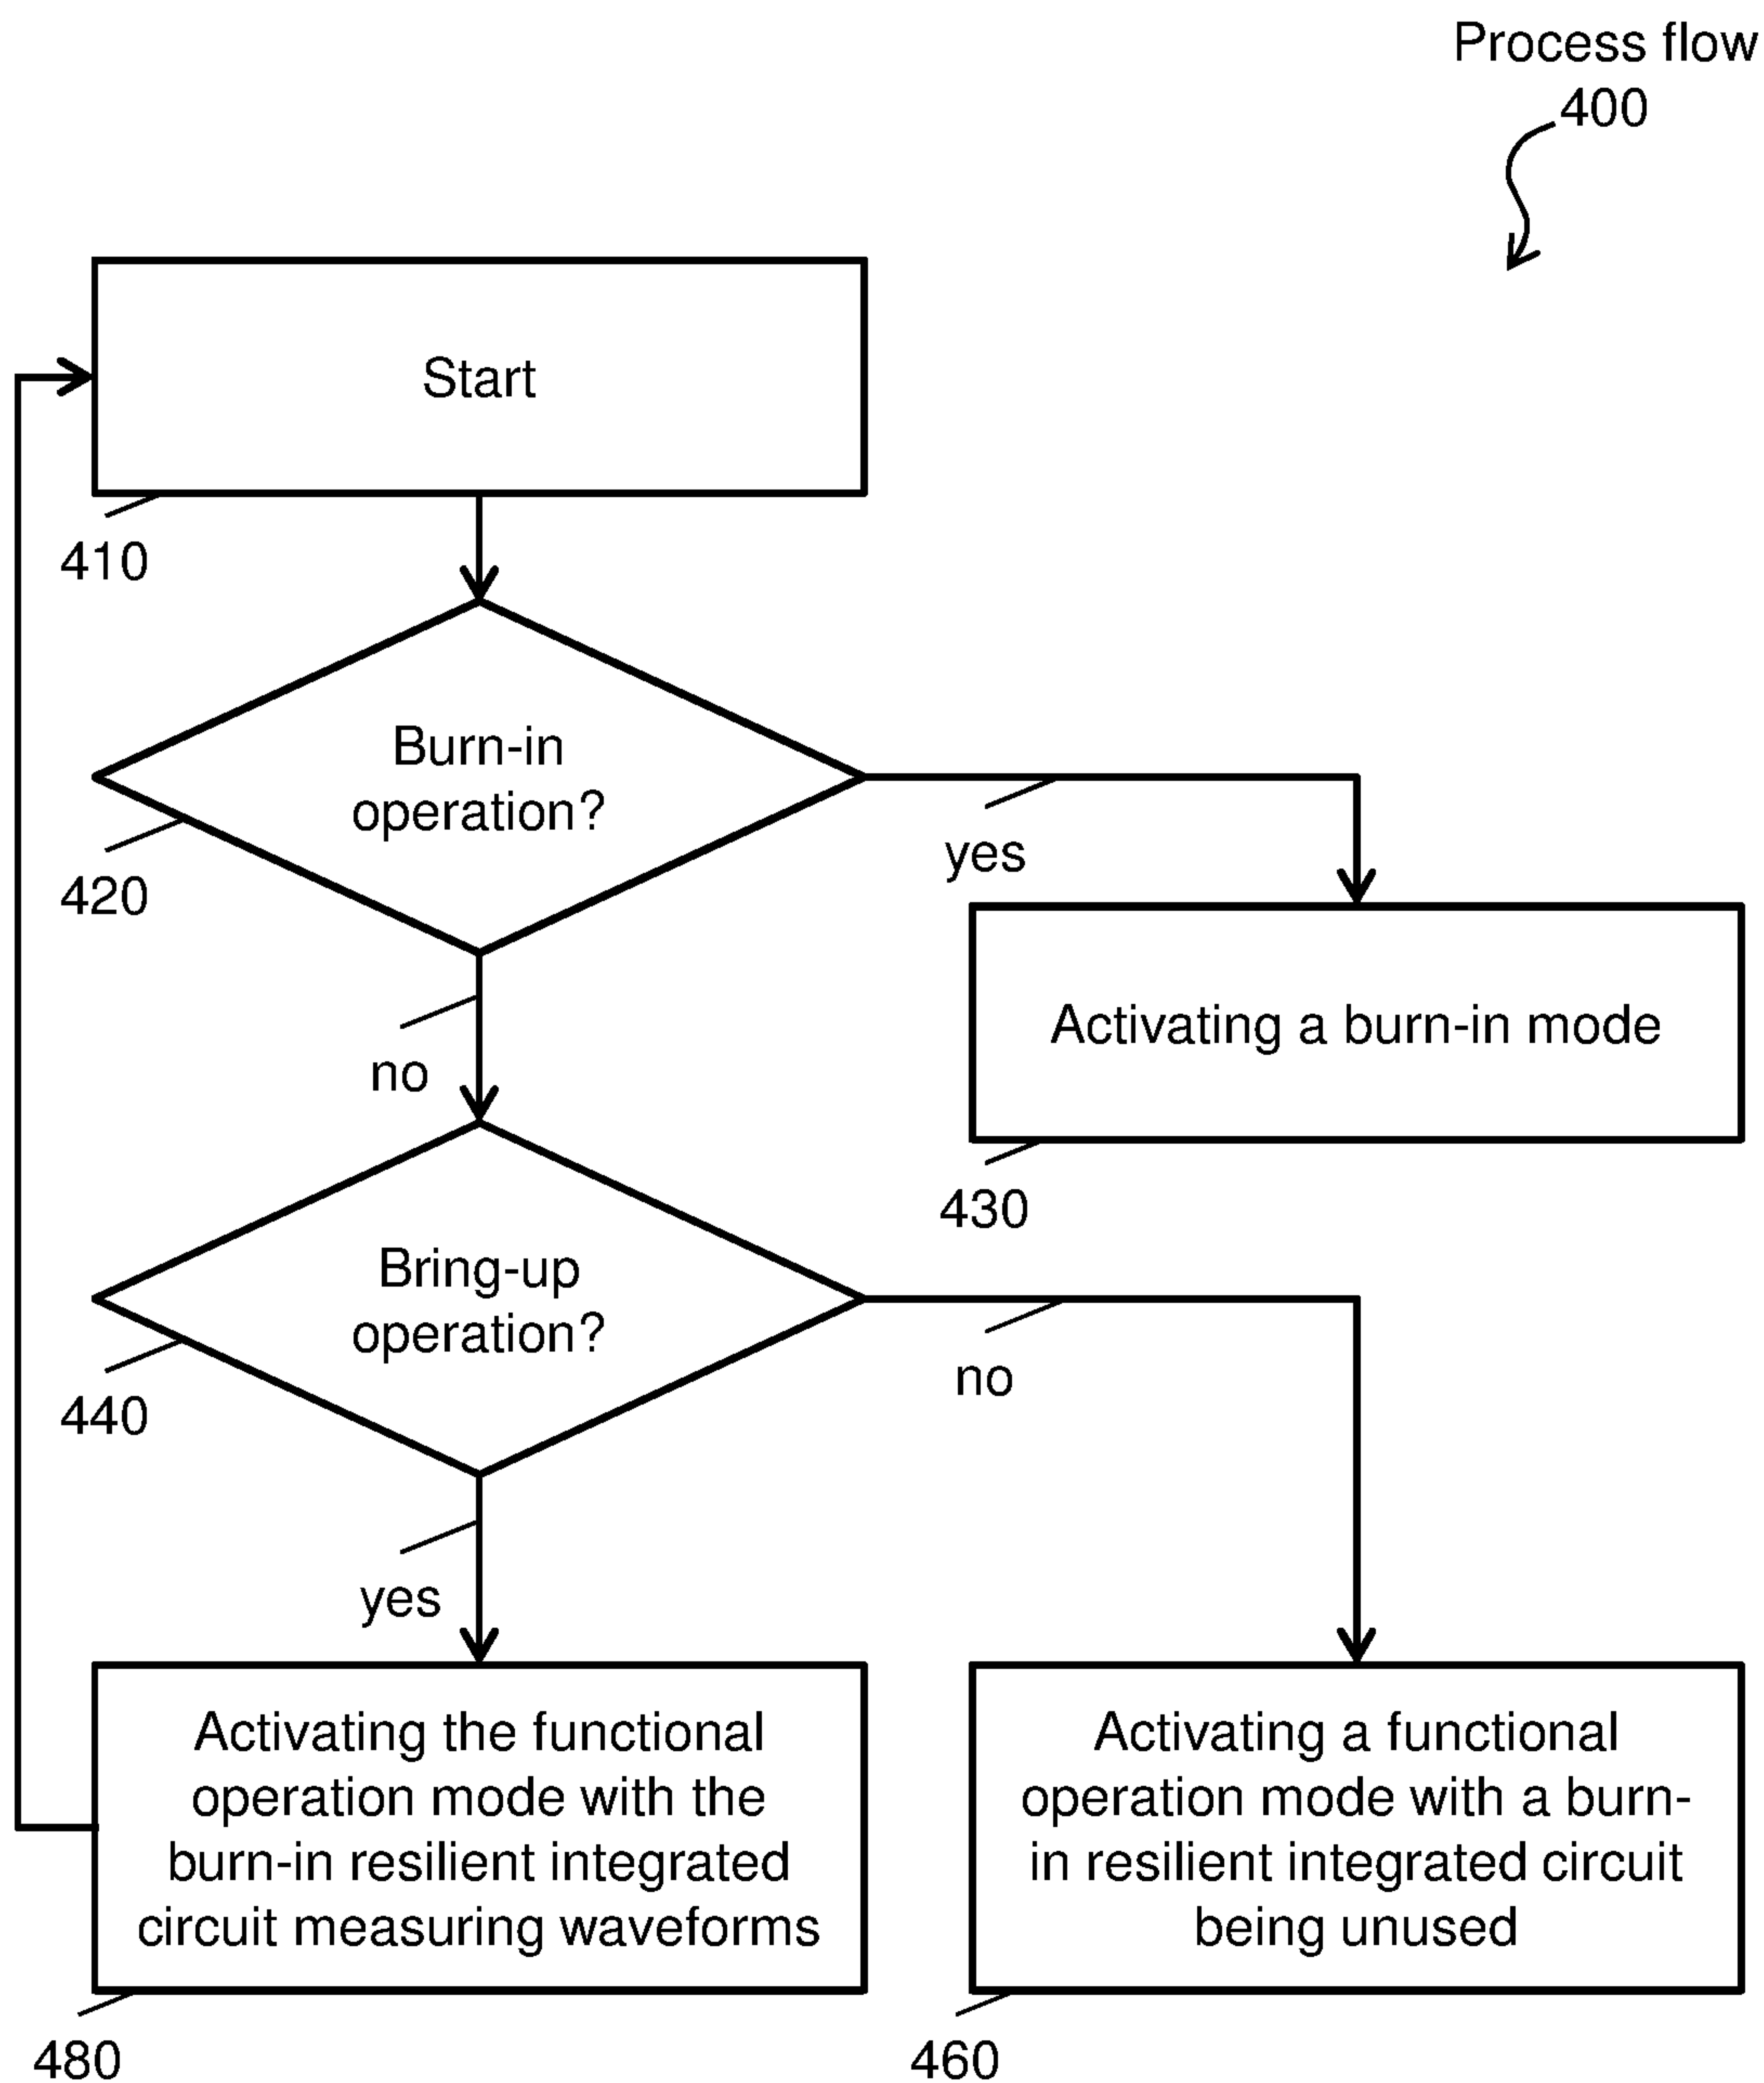 Process flow
400
Start
410
Burn-in
operation?
420
yes
Activating a burn-in mode
430
no
Bring-up
operation?
440
no
yes
Activating the functional
operation mode with the
burn-in resilient integrated
circuit measuring waveforms
480
Activating a functional
operation mode with a burn-
in resilient integrated circuit
being unused
460